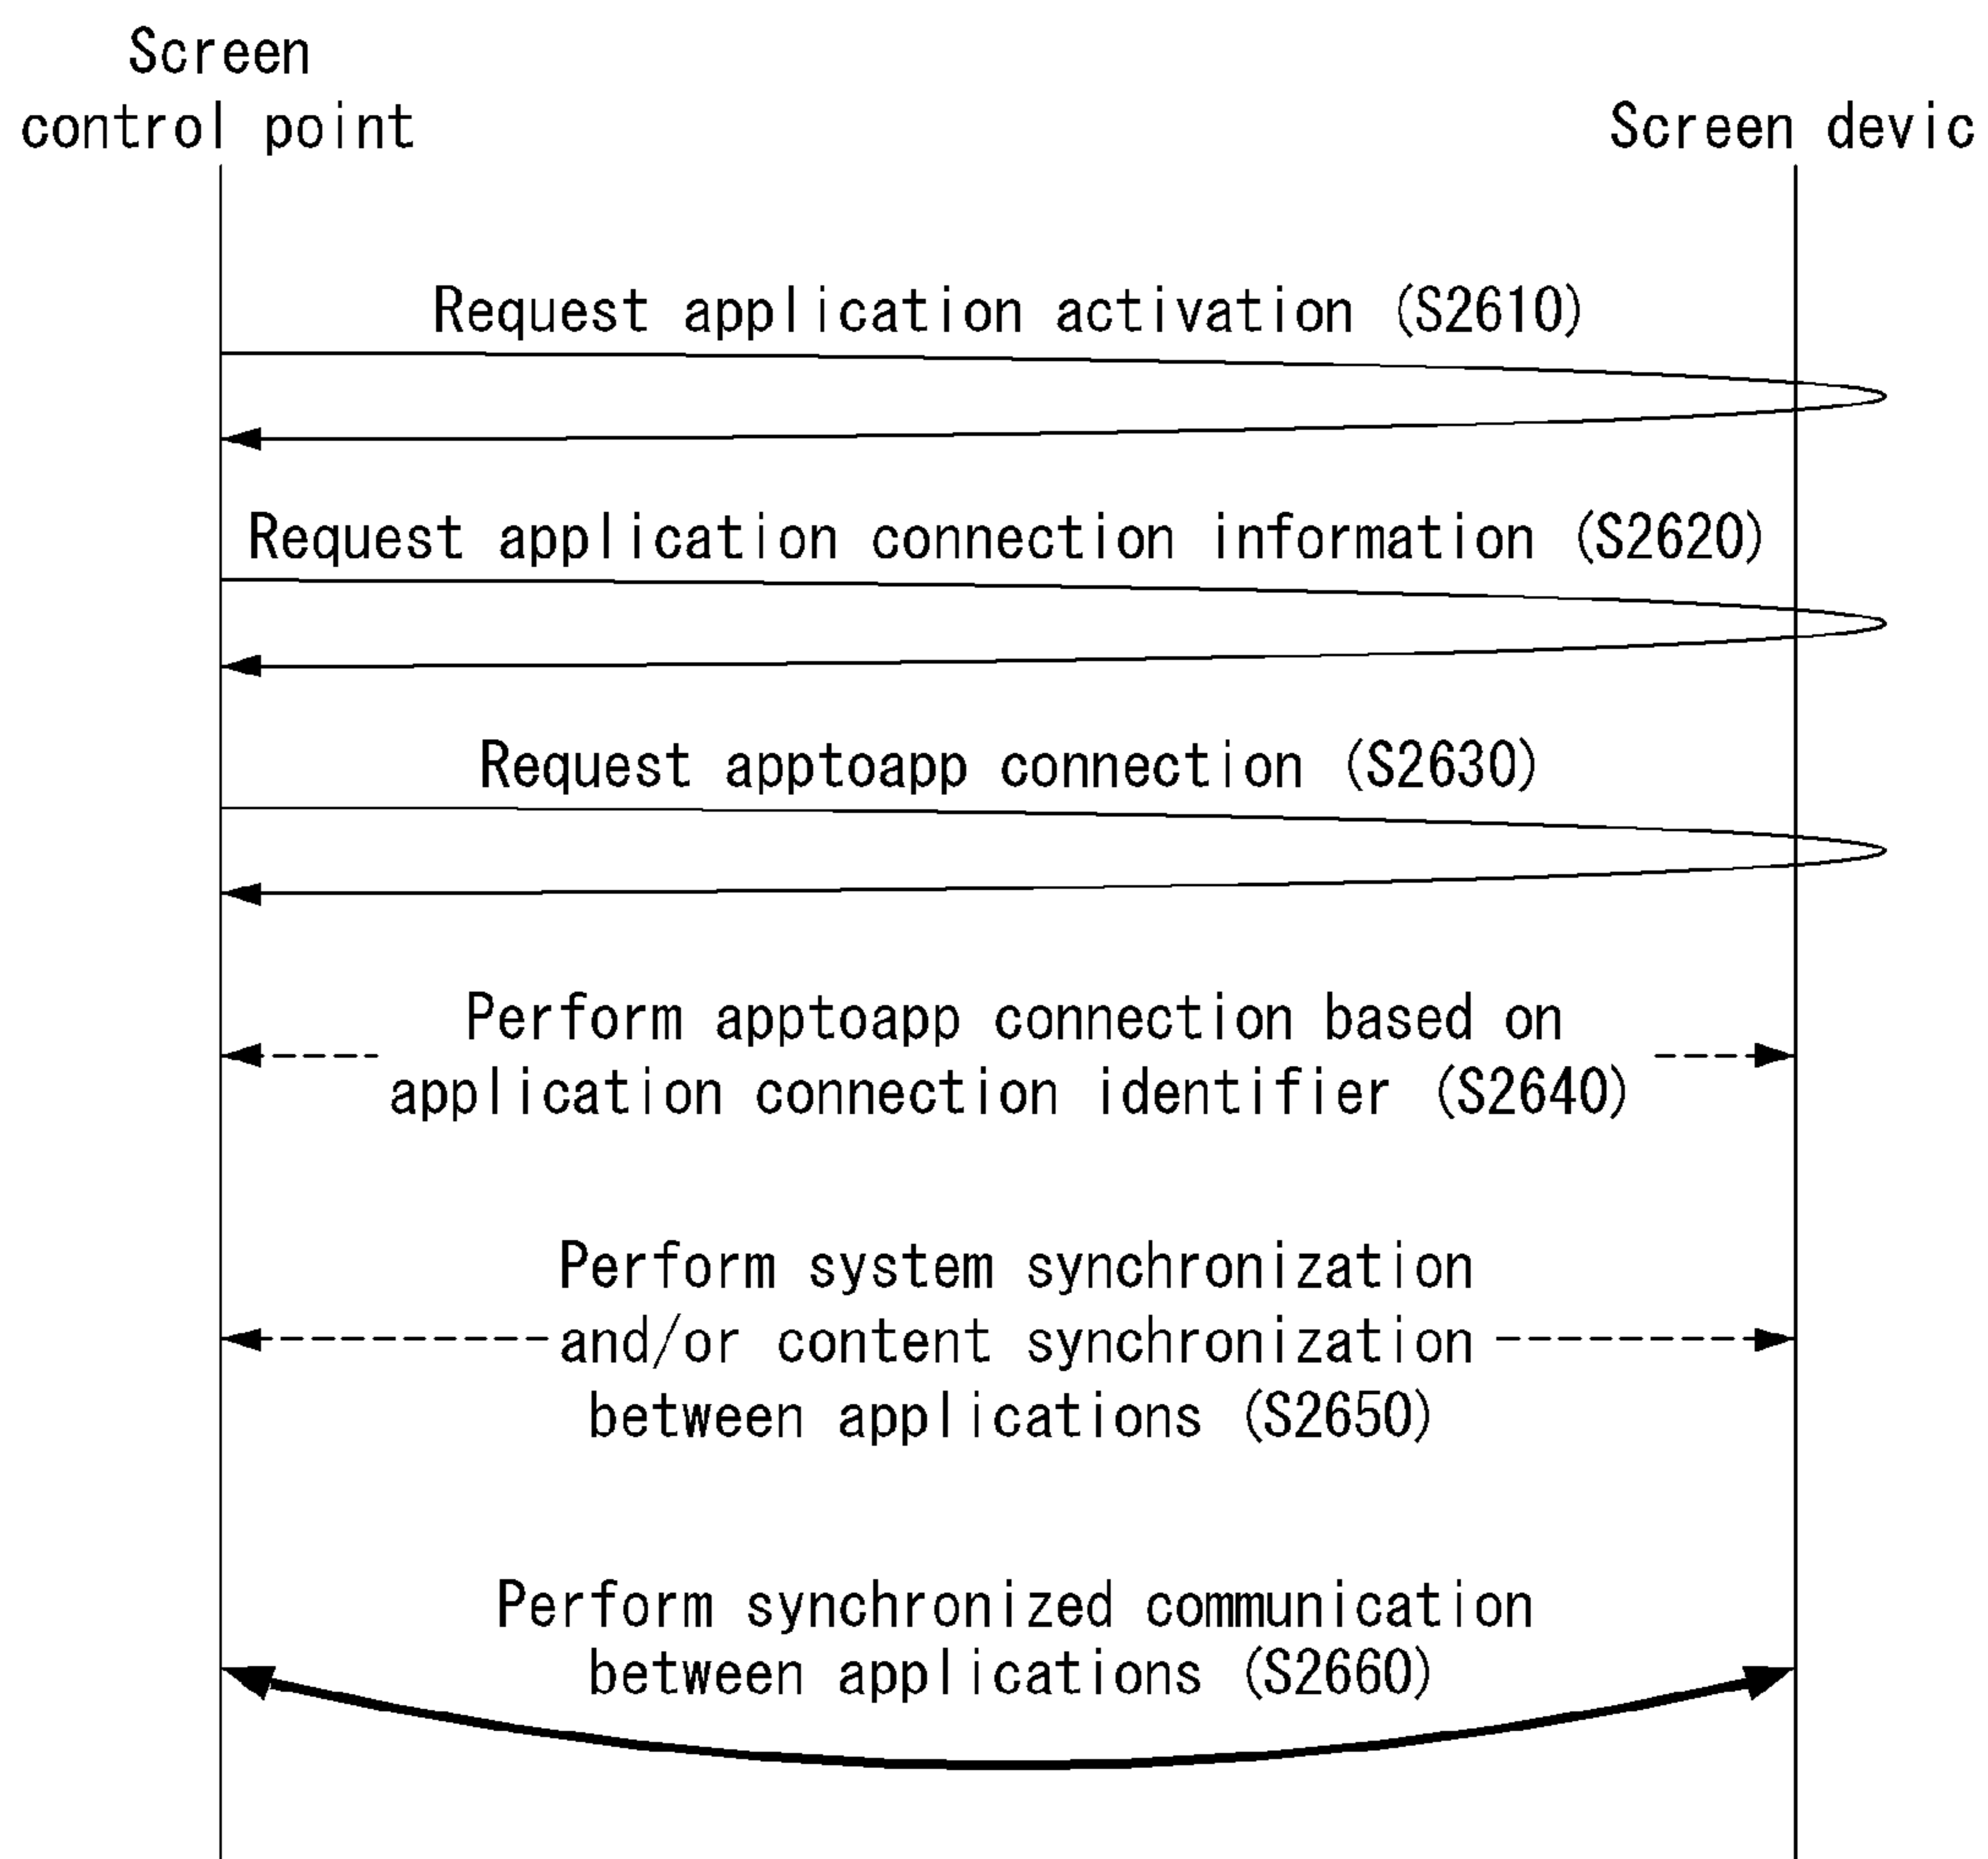 Screen
control point
Screen devic
Request application activation (S2610)
Request application connection information (S2620)
Request apptoapp connection (S2630)
Perform apptoapp connection based on
application connection identifier (S2640)
Perform system synchronization
and/or content synchronization
between applications (S2650)
Perform synchronized communication
between applications (S2660)